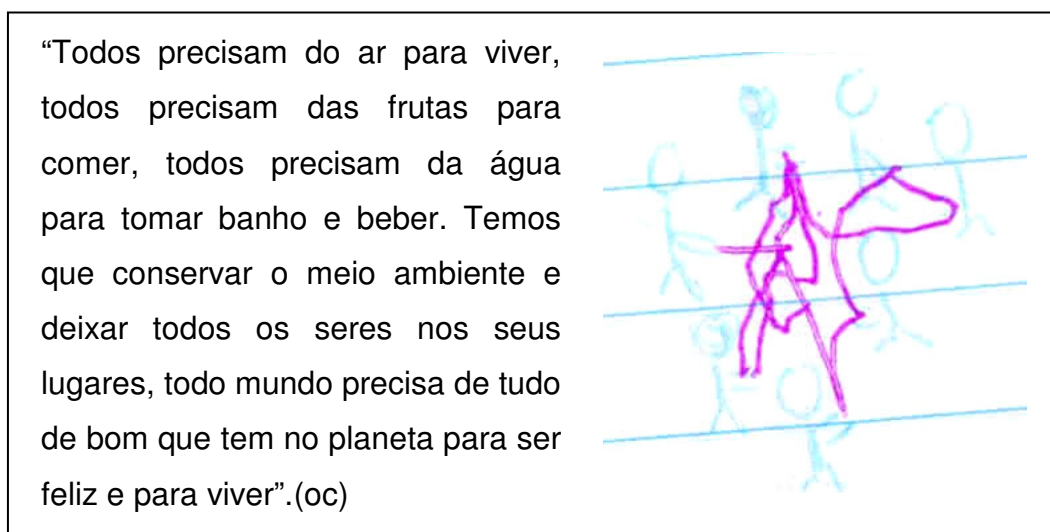 “Todos precisam do ar para viver,
todos precisam das frutas para
comer, todos precisam da água
para tomar banho e beber. Temos
que conservar o meio ambiente e
deixar todos os seres nos seus
lugares, todo mundo precisa de tudo
de bom que tem no planeta para ser
feliz e para viver”.(oc)